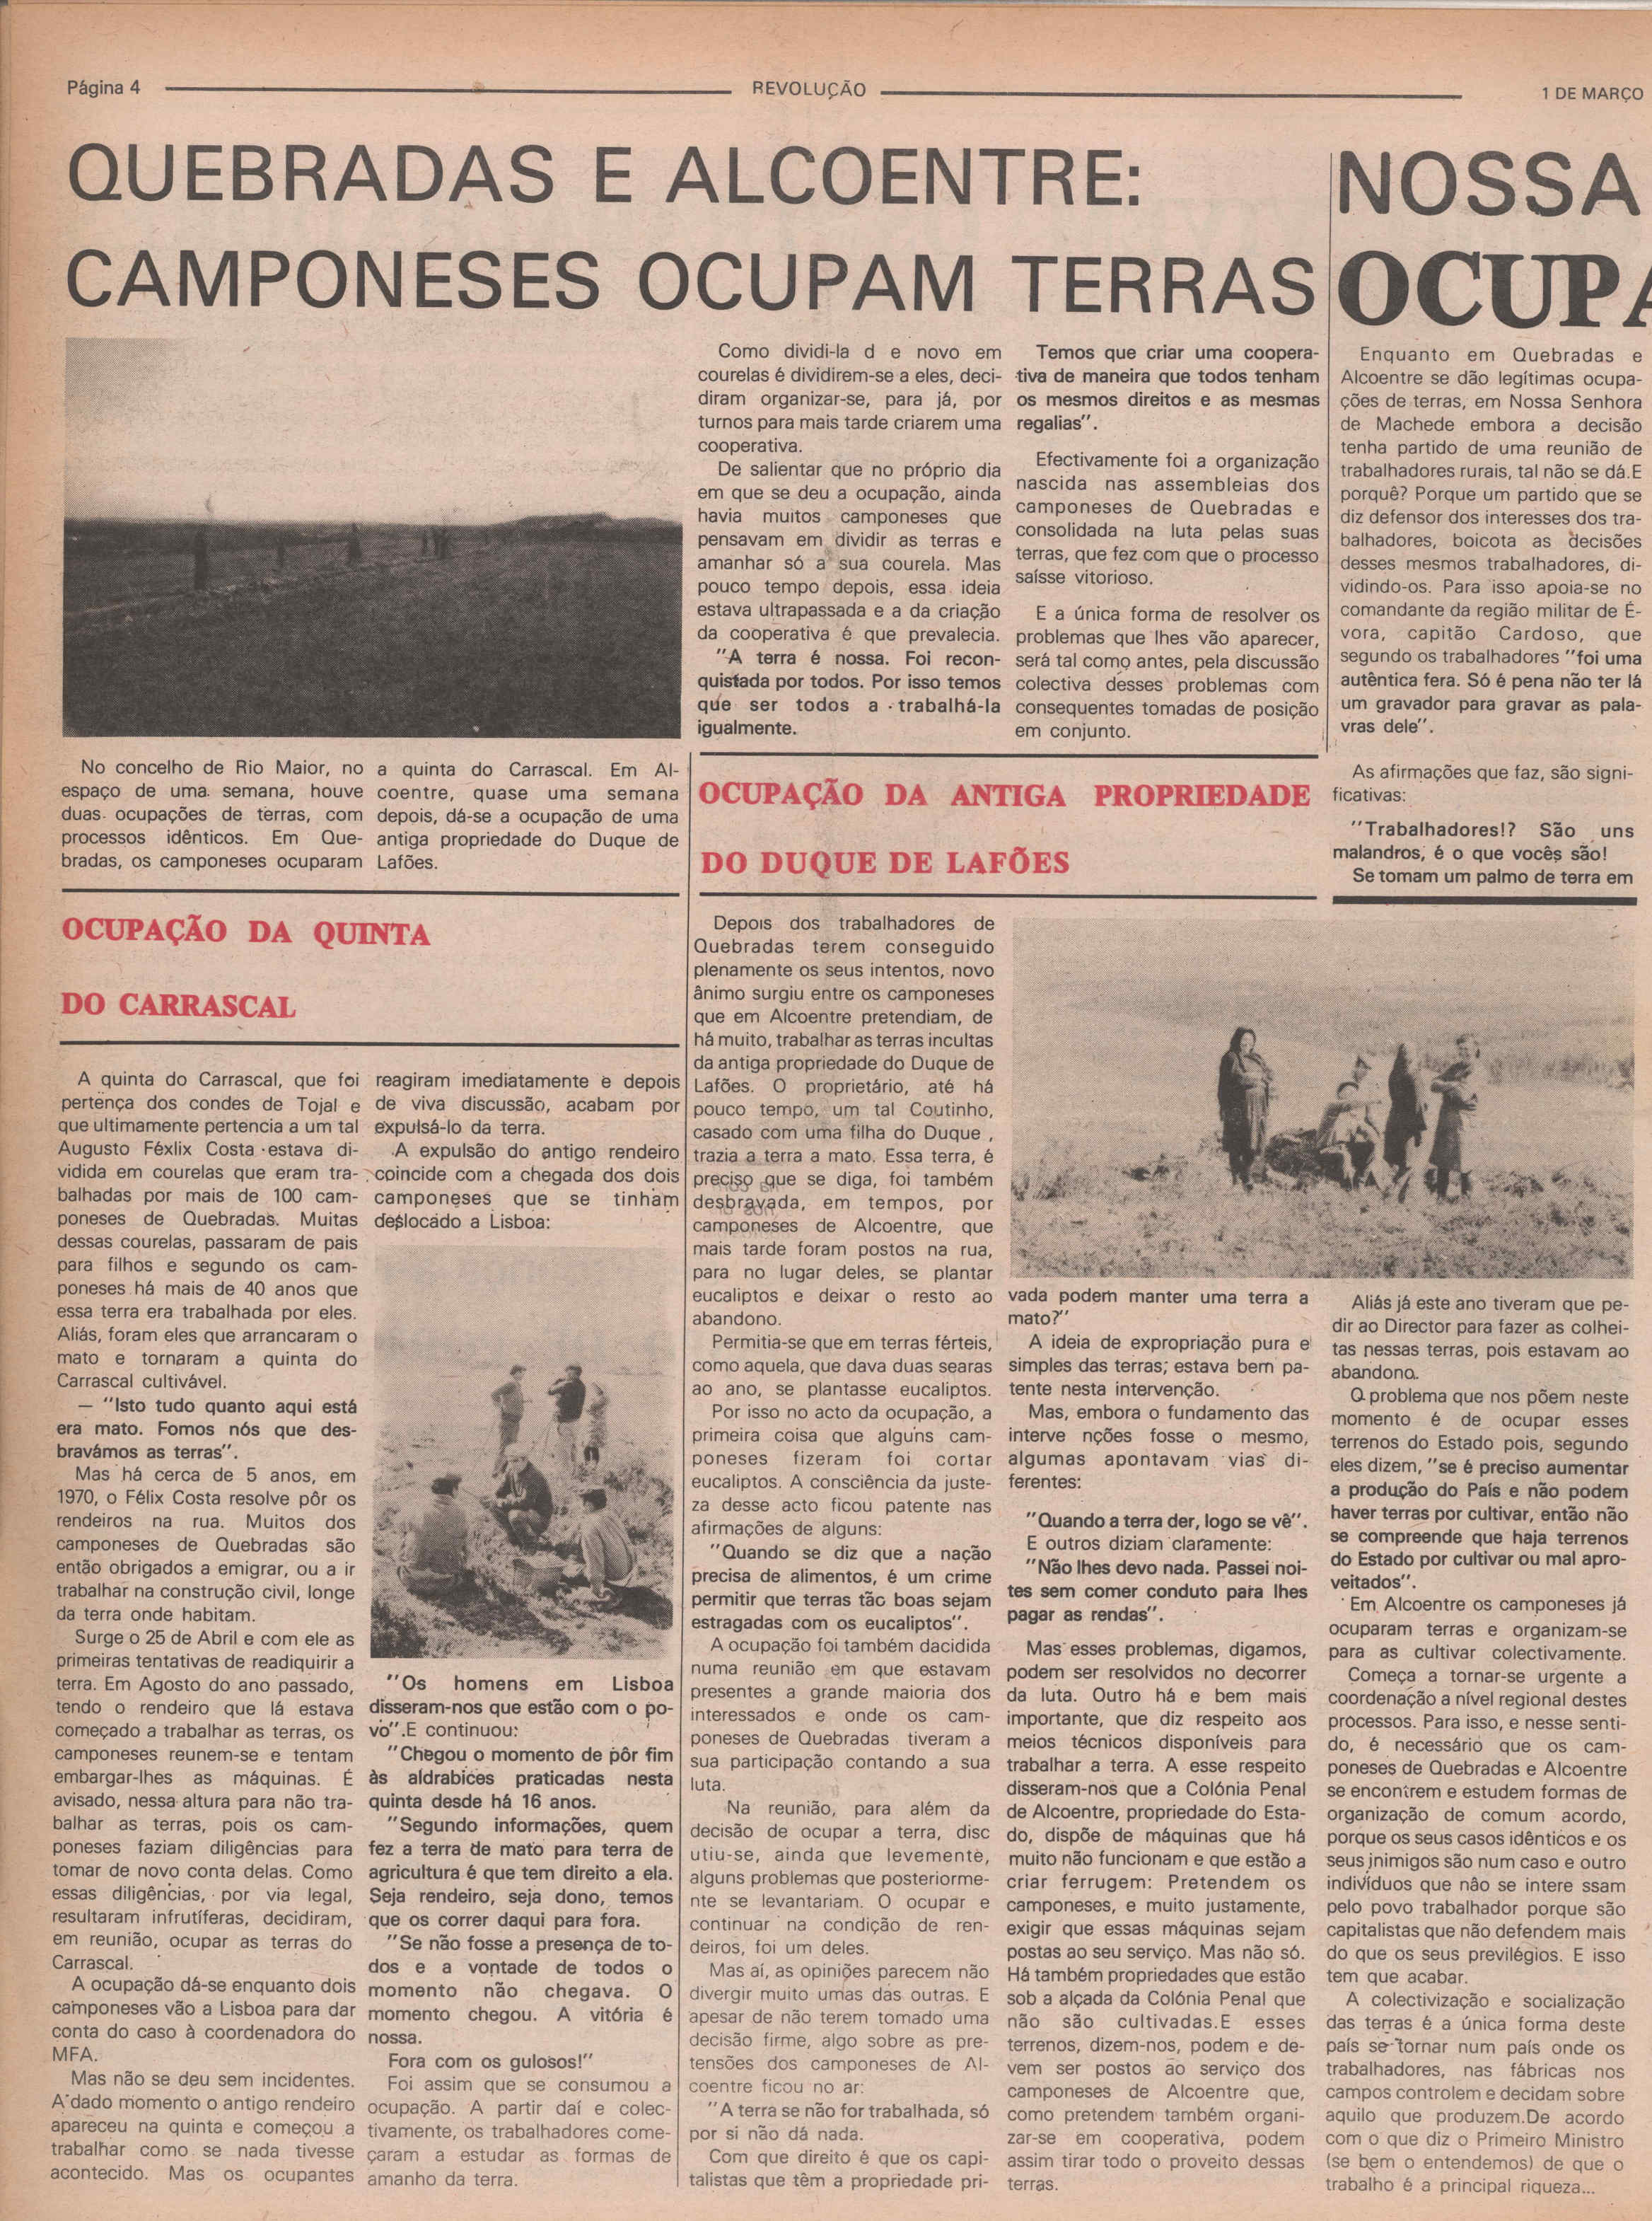 Página 4
REVOLUÇÃO
1 DE MARÇO
QUEBRADAS E ALCOENTRE:
CAMPONESES OCUPAM TERRAS
No concelho de Rio Maior, no
espaço de uma semana, houve
duas ocupações de terras, com
processos idênticos. Em Que-
bradas, os camponeses ocuparam
a quinta do Carrascal. Em Al-
coentre, quase uma semana
depois, dá-se a ocupação de uma
antiga propriedade do Duque de
Lafões.
OCUPAÇÃO DA QUINTA
DO CARRASCAL
A quinta do Carrascal, que foi
pertença dos condes de Tojal e
que ultimamente pertencia a um tal
Augusto Féxlix Costa estava di-
vidida em courelas que eram tra-
balhadas por mais de 100 cam-
poneses de Quebradas. Muitas
dessas courelas, passaram de pais
para filhos e segundo os cam-
poneses há mais de 40 anos que
essa terra era trabalhada por eles.
Aliás, foram eles que arrancaram o
mato e tornaram a quinta do
Carrascal cultivável.
— "Isto tudo quanto aqui está
era mato. Fomos nós que des-
bravámos as terras".
Mas há cerca de 5 anos, em
1970, o Félix Costa resolve pôr os
rendeiros na rua. Muitos dos
camponeses de Quebradas são
então obrigados a emigrar, ou a ir
trabalhar na construção civil, longe
da terra onde habitam.
Surge o 25 de Abril e com ele as
primeiras tentativas de readiquirir a
terra. Em Agosto do ano passado,
tendo o rendeiro que lá estava
começado a trabalhar as terras, os
camponeses reunem-se e tentam
embargar-lhes as máquinas. É
avisado, nessa altura para não tra-
balhar as terras, pois os cam-
poneses faziam diligências para
tomar de novo conta delas. Como
essas diligências, por via legal,
resultaram infrutíferas, decidiram,
em reunião, ocupar as terras do
Carrascal.
A ocupação dá-se enquanto dois
camponeses vão a Lisboa para dar
conta do caso à coordenadora do
MFA.
Mas não se deu sem incidentes.
A dado momento o antigo rendeiro
apareceu na quinta e começou a
trabalhar como se nada tivesse
acontecido. Mas os ocupantes
reagiram imediatamente e depois
de viva discussão, acabam por
expulsá-lo da terra.
A expulsão do antigo rendeiro
coincide com a chegada dos dois
camponeses que se tinham
deslocado a Lisboa:
"Os homens em Lisboa
disseram-nos que estão com o po-
vo".E continuou:
"Chegou o momento de pôr fim
às aldrabices praticadas nesta
quinta desde há 16 anos.
"Segundo informações, quem
fez a terra de mato para terra de
agricultura é que tem direito a ela.
Seja rendeiro, seja dono, temos
que os correr daqui para fora.
"Se não fosse a presença de to-
dos e a vontade de todos o
momento não chegava. O
momento chegou. A vitória é
nossa.
Fora com os gulosos!"
Foi assim que se consumou a
ocupação. A partir daí e colec-
tivamente, os trabalhadores come-
çaram a estudar as formas de
amanho da terra.
Como dividi-la d e novo em
courelas é dividirem-se a eles, deci-
diram organizar-se, para já, por
turnos para mais tarde criarem uma
cooperativa.
De salientar que no próprio dia
em que se deu a ocupação, ainda
havia muitos camponeses que
pensavam em dividir as terras e
amanhar só a sua courela. Mas
pouco tempo depois, essa ideia
estava ultrapassada e a da criação
da cooperativa é que prevalecia.
"A terra é nossa. Foi recon-
quistada por todos. Por isso temos
que ser todos a trabalhá-la
igualmente.
Temos que criar uma coopera-
tiva de maneira que todos tenham
os mesmos direitos e as mesmas
regalias".
Efectivamente foi a organização
nascida nas assembleias dos
camponeses de Quebradas e
consolidada na luta pelas suas
terras, que fez com que o processo
saísse vitorioso.
E a única forma de resolver os
problemas que lhes vão aparecer,
será tal como antes, pela discussão
colectiva desses problemas com
consequentes tomadas de posição
em conjunto.
OCUPAÇÃO DA ANTIGA PROPRIEDADE
DO DUQUE DE LAFÕES
Depois dos trabalhadores de
Quebradas terem conseguido
plenamente os seus intentos, novo
ânimo surgiu entre os camponeses
que em Alcoentre pretendiam, de
há muito, trabalhar as terras incultas
da antiga propriedade do Duque de
Lafões. O proprietário, até há
pouco tempo, um tal Coutinho,
casado com uma filha do Duque ,
trazia a terra a mato. Essa terra, é
preciso que se diga, foi também
desbravada, em tempos, por
camponeses de Alcoentre, que
mais tarde foram postos na rua,
para no lugar deles, se plantar
eucaliptos e deixar o resto ao
abandono.
Permitia-se que em terras férteis,
como aquela, que dava duas searas
ao ano, se plantasse eucaliptos.
Por isso no acto da ocupação, a
primeira coisa que alguns cam-
poneses fizeram foi cortar
eucaliptos. A consciência da juste-
za desse acto ficou patente nas
afirmações de alguns:
"Quando se diz que a nação
precisa de alimentos, é um crime
permitir que terras tão boas sejam
estragadas com os eucaliptos".
A ocupação foi também dacidida
numa reunião em que estavam
presentes a grande maioria dos
interessados e onde os cam-
poneses de Quebradas tiveram a
sua participação contando a sua
luta.
Na reunião, para além da
decisão de ocupar a terra, disc
utiu-se, ainda que levemente,
alguns problemas que posteriorme-
nte se levantariam. O ocupar e
continuar na condição de ren-
deiros, foi um deles.
Mas aí, as opiniões parecem não
divergir muito umas das outras. E
apesar de não terem tomado uma
decisão firme, algo sobre as pre-
tensões dos camponeses de Al-
coentre ficou no ar:
"A terra se não for trabalhada, só
por si não dá nada.
Com que direito é que os capi-
talistas que têm a propriedade pri-
vada podem manter uma terra a
mato?"
A ideia de expropriação pura e
simples das terras; estava bem pa-
tente nesta intervenção.
Mas, embora o fundamento das
interve nções fosse o mesmo,
algumas apontavam vias di-
ferentes:
"Quando a terra der, logo se vê".
E outros diziam claramente:
"Não lhes devo nada. Passei noi-
tes sem comer conduto para lhes
pagar as rendas".
Mas esses problemas, digamos,
podem ser resolvidos no decorrer
da luta. Outro há e bem mais
importante, que diz respeito aos
meios técnicos disponíveis para
trabalhar a terra. A esse respeito
disseram-nos que a Colónia Penal
de Alcoentre, propriedade do Esta-
do, dispõe de máquinas que há
muito não funcionam e que estão a
criar ferrugem: Pretendem os
camponeses, e muito justamente,
exigir que essas máquinas sejam
postas ao seu serviço. Mas não só.
Há também propriedades que estão
sob a alçada da Colónia Penal que
não são cultivadas.E esses
terrenos, dizem-nos, podem e de-
vem ser postos ao serviço dos
camponeses de Alcoentre que,
como pretendem também organi-
zar-se em cooperativa, podem
assim tirar todo o proveito dessas
terras.
Aliás já este ano tiveram que pe-
dir ao Director para fazer as colhei-
tas nessas terras, pois estavam ao
abandono.
O problema que nos põem neste
momento é de ocupar esses
terrenos do Estado pois, segundo
eles dizem, "se é preciso aumentar
a produção do País e não podem
haver terras por cultivar, então não
se compreende que haja terrenos
do Estado por cultivar ou mal apro-
veitados".
Em Alcoentre os camponeses já
ocuparam terras e organizam-se
para as cultivar colectivamente.
Começa a tornar-se urgente a
coordenação a nível regional destes
processos. Para isso, e nesse senti-
do, é necessário que os cam-
poneses de Quebradas e Alcoentre
se encontrem e estudem formas de
organização de comum acordo,
porque os seus casos idênticos e os
seus inimigos são num caso e outro
indivíduos que não se intere ssam
pelo povo trabalhador porque são
capitalistas que não defendem mais
do que os seus previlégios. E isso
tem que acabar.
A colectivização e socialização
das terras é a única forma deste
país se tornar num país onde os
trabalhadores, nas fábricas nos
campos controlem e decidam sobre
aquilo que produzem.De acordo
com o que diz o Primeiro Ministro
(se bem o entendemos) de que o
trabalho é a principal riqueza...
NOSSA
OCUPA
Enquanto em Quebradas e
Alcoentre se dão legítimas ocupa-
ções de terras, em Nossa Senhora
de Machede embora a decisão
tenha partido de uma reunião de
trabalhadores rurais, tal não se dá.E
porquê? Porque um partido que se
diz defensor dos interesses dos tra-
balhadores, boicota as decisões
desses mesmos trabalhadores, di-
vidindo-os. Para isso apoia-se no
comandante da região militar de É-
vora, capitão Cardoso, que
segundo os trabalhadores "foi uma
autêntica fera. Só é pena não ter lá
um gravador para gravar as pala-
vras dele".
As afirmações que faz, são signi-
ficativas:
"Trabalhadores!? São uns
malandros, é o que vocês são!
Se tomam um palmo de terra em